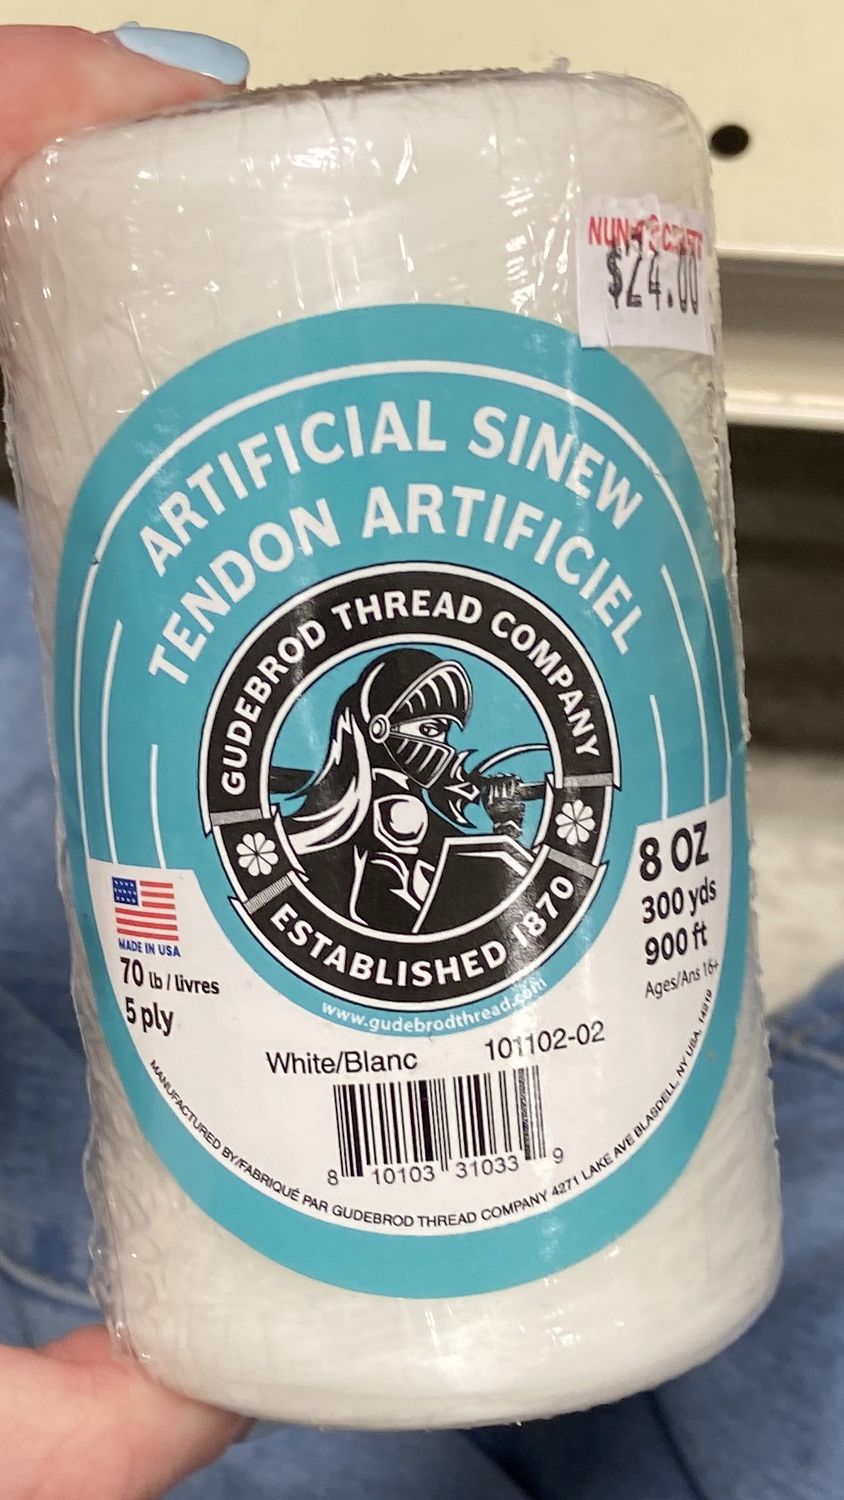 $24.00
ARTIFICIAL SINEW
TENDON ARTIFICIEL
GUDEBROD THREAD COMPANY
ESTABLISHED 1870
www.gudebrodthread.com
MADE IN USA
70 lb / livres
5 ply
8 OZ
300 yds
900 ft
Ages/Ans 16+
White/Blanc 101102-02
8 10103 31033 9
MANUFACTURED BY/FABRIQUÉ PAR GUDEBROD THREAD COMPANY 4271 LAKE AVE BLASDELL, NY USA, 14219